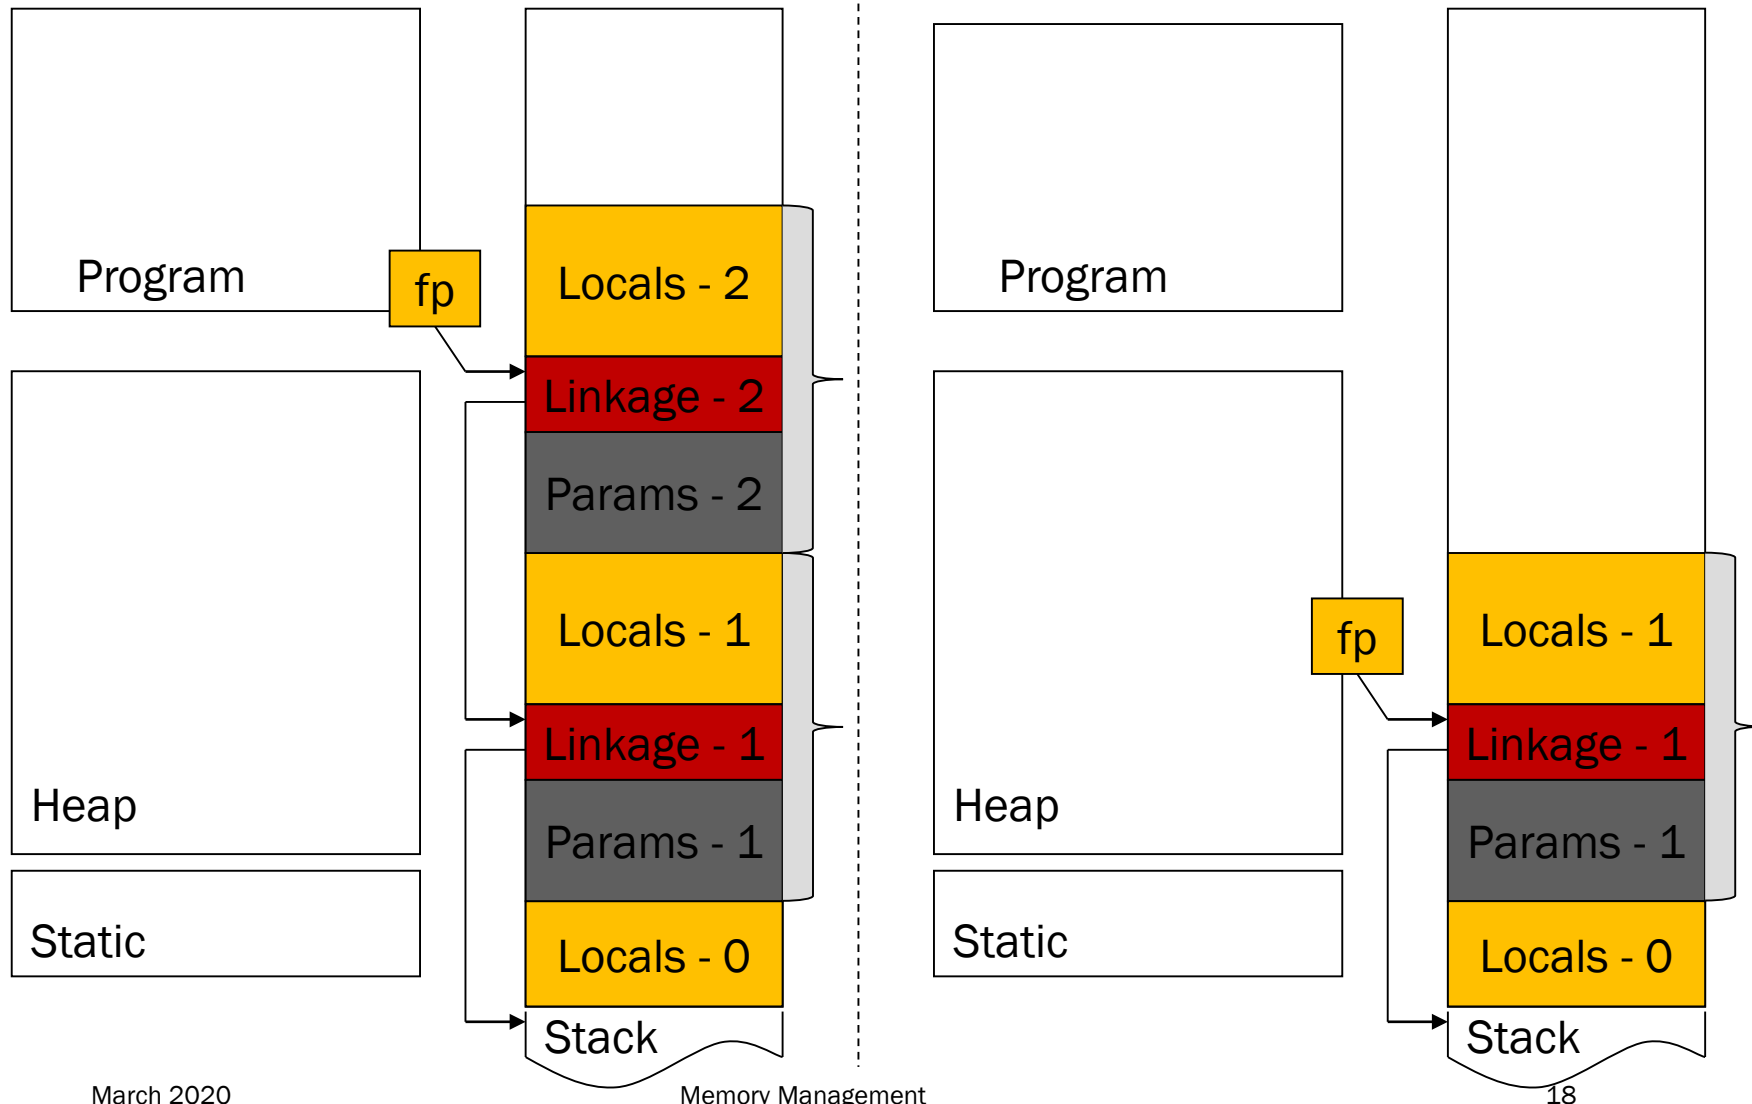 Program
fp
Locals - 2
Linkage - 2
Params - 2
Locals - 1
Linkage - 1
Heap
Params - 1
Static
Locals - 0
Stack
Program
fp
Locals - 1
Linkage - 1
Heap
Params - 1
Static
Locals - 0
Stack
March 2020
Memory Management
18